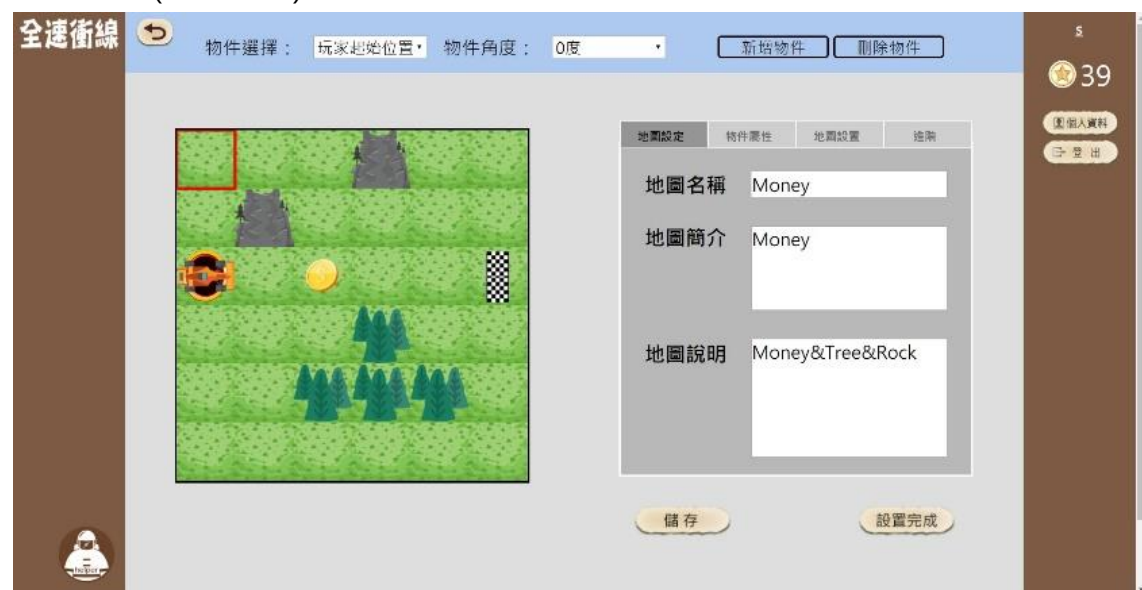 全速衝線
物件選擇： 玩家起始位置 物件角度： 0度 新增物件 刪除物件
s
39
個人資料
登出
地圖設定 物件屬性 地圖設置 進階
地圖名稱 Money
地圖簡介 Money
地圖說明 Money&Tree&Rock
儲存 設置完成
helper